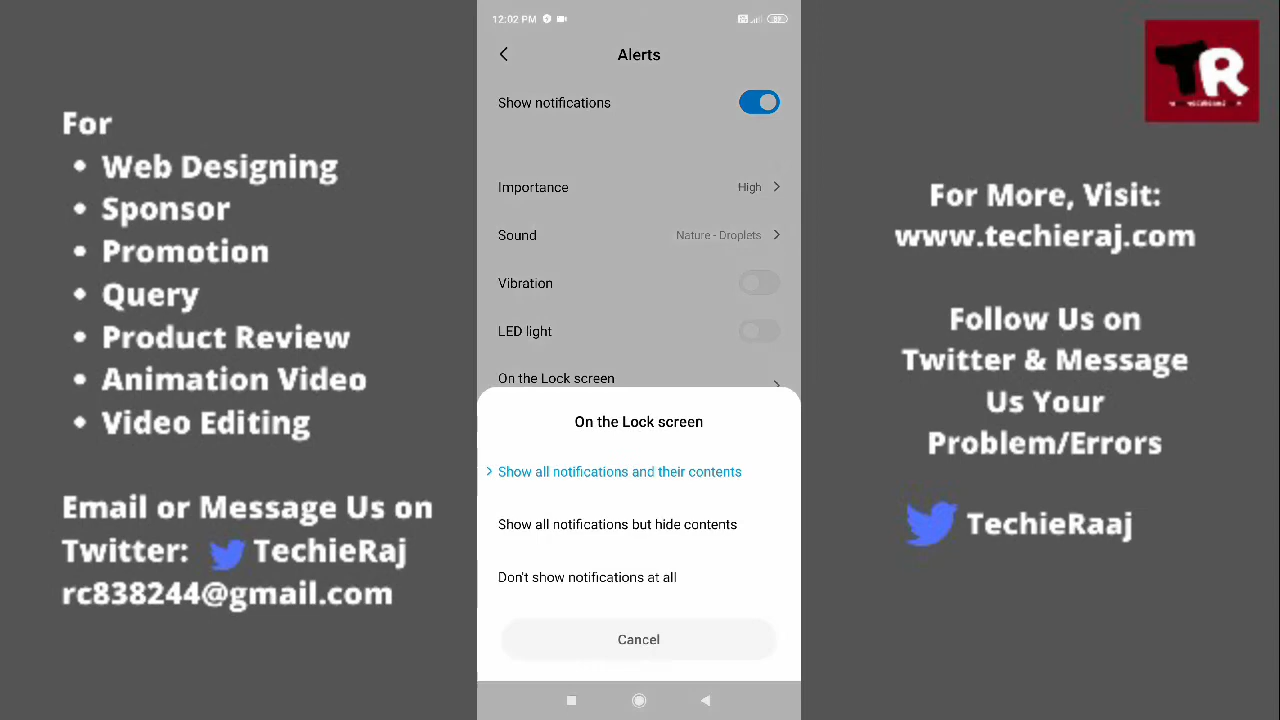 For
• Web Designing
• Sponsor
• Promotion
• Query
• Product Review
• Animation Video
• Video Editing
Email or Message Us on
Twitter: TechieRaj
rc838244@gmail.com
12:02 PM
Alerts
Show notifications
Importance High
Sound Nature - Droplets
Vibration
LED light
On the Lock screen
On the Lock screen
Show all notifications and their contents
Show all notifications but hide contents
Don't show notifications at all
Cancel
TR
For More, Visit:
www.techieraj.com
Follow Us on
Twitter & Message
Us Your
Problem/Errors
TechieRaaj